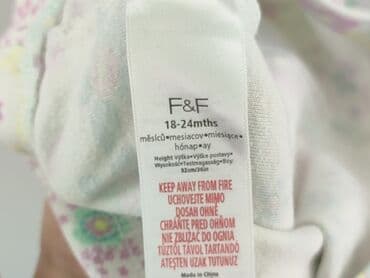 F&F
18-24mths
měsíců•mesiacov•miesiące•
hónap•ay
Height Výška•Výška postavy•
Wysokość•Testmagasság•Boy:
KEEP AWAY FROM FIRE
UCHOVEJTE MIMO
DOSAH OHNĚ
CHRÁŇTE PRED OHŇOM
NIE ZBLIŻAĆ DO OGNIA
TŰZTŐL TÁVOL TARTANDÓ
ATEŞTEN UZAK TUTUNUZ
Made in China